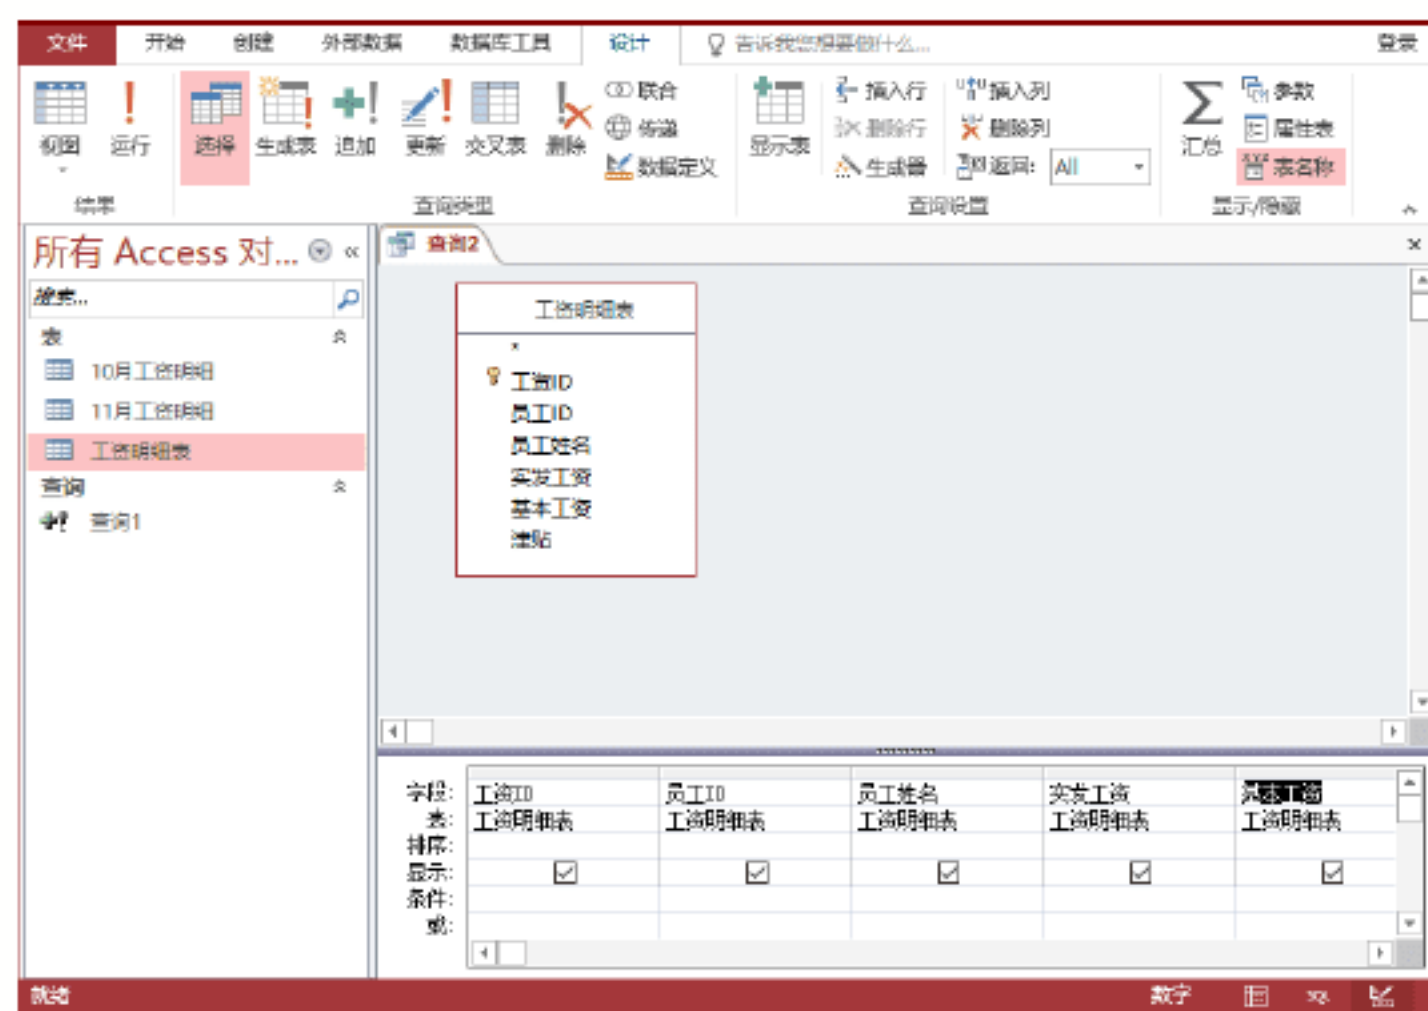 文件 开始 创建 外部数据 数据库工具 设计 告诉我您想要做什么... 登录
视图 运行 选择 生成表 追加 更新 交叉表 删除 联合 传递 数据定义 显示表 插入行 删除行 生成器 插入列 删除列 返回: All 汇总 参数 属性表 表名称
结果 查询类型 查询设置 显示/隐藏
所有 Access 对... «
搜索...
表
10月工资明细
11月工资明细
工资明细表
查询
查询1
查询2
工资明细表
*
工资ID
员工ID
员工姓名
实发工资
基本工资
津贴
字段: 工资ID 员工ID 员工姓名 实发工资 基本工资
表: 工资明细表 工资明细表 工资明细表 工资明细表 工资明细表
排序:
显示:
条件:
或:
就绪 数字 SQL